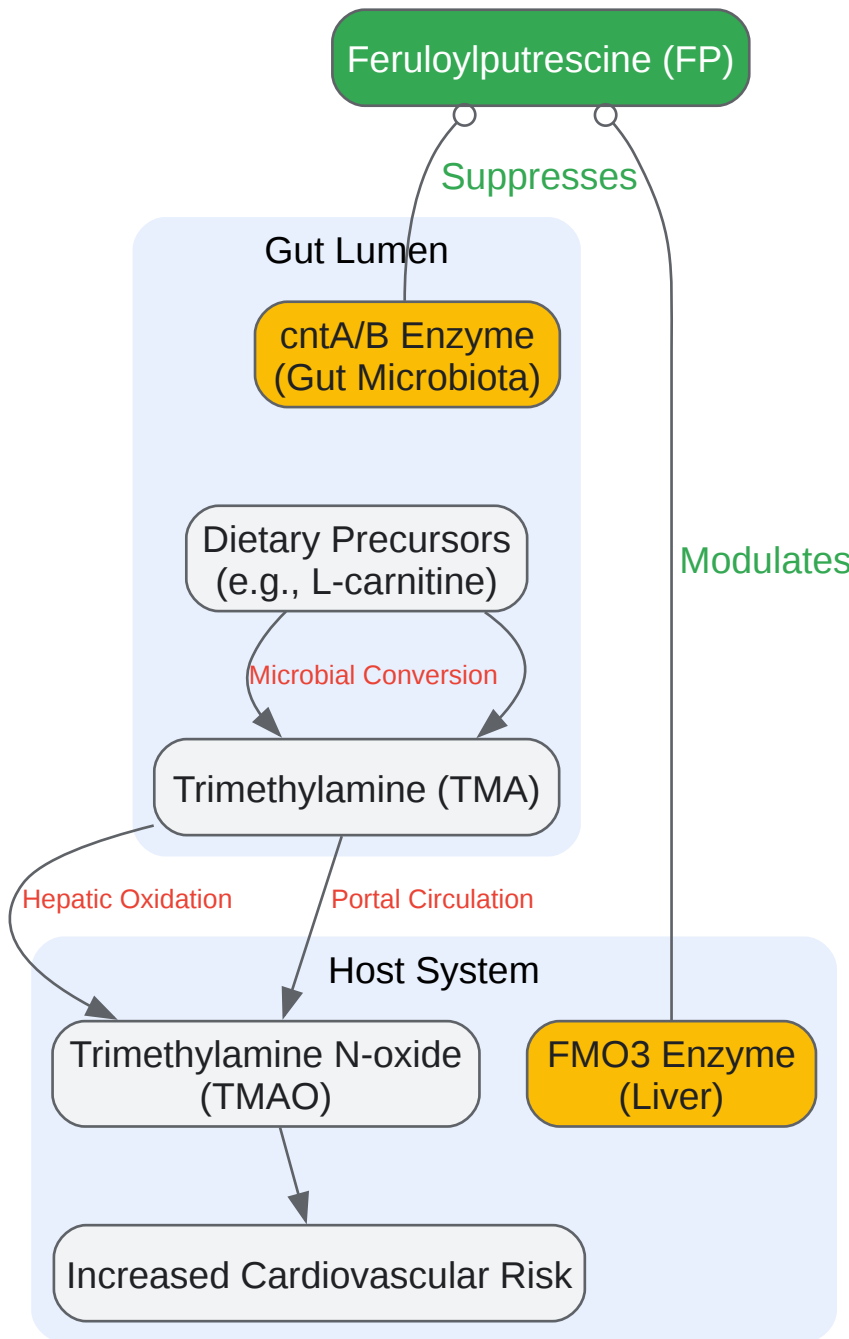 Feruloylputrescine (FP)
Suppresses
Gut Lumen
cntA/B Enzyme
(Gut Microbiota)
Dietary Precursors
(e.g., L-carnitine)
Modulates
Microbial Conversion
Trimethylamine (TMA)
Hepatic Oxidation
Portal Circulation
Host System
Trimethylamine N-oxide
(TMAO)
FMO3 Enzyme
(Liver)
Increased Cardiovascular Risk